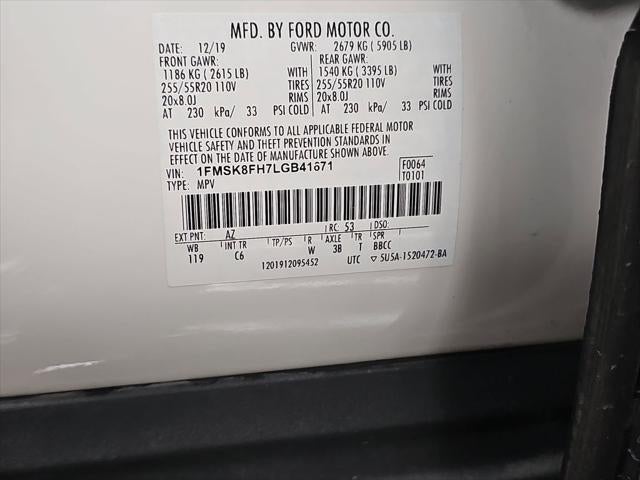 MFD. BY FORD MOTOR CO.
DATE: 12/19 GVWR: 2679 KG ( 5905 LB)
FRONT GAWR: REAR GAWR:
1186 KG ( 2615 LB) WITH 1540 KG ( 3395 LB) WITH
255/55R20 110V TIRES 255/55R20 110V TIRES
20x8.0J RIMS 20x8.0J RIMS
AT 230 kPa/ 33 PSI COLD AT 230 kPa/ 33 PSI COLD
THIS VEHICLE CONFORMS TO ALL APPLICABLE FEDERAL MOTOR
VEHICLE SAFETY AND THEFT PREVENTION STANDARDS IN
EFFECT ON THE DATE OF MANUFACTURE SHOWN ABOVE.
VIN: 1FMSK8FH7LGB41671 F0064
TYPE: MPV T0101
EXT PNT: AZ RC: 53 DSO:
WB INT TR TP/PS R AXLE TR SPR
119 C6 W 3B T BBCC
1201912095452 UTC ▽ 5U5A-1520472-BA